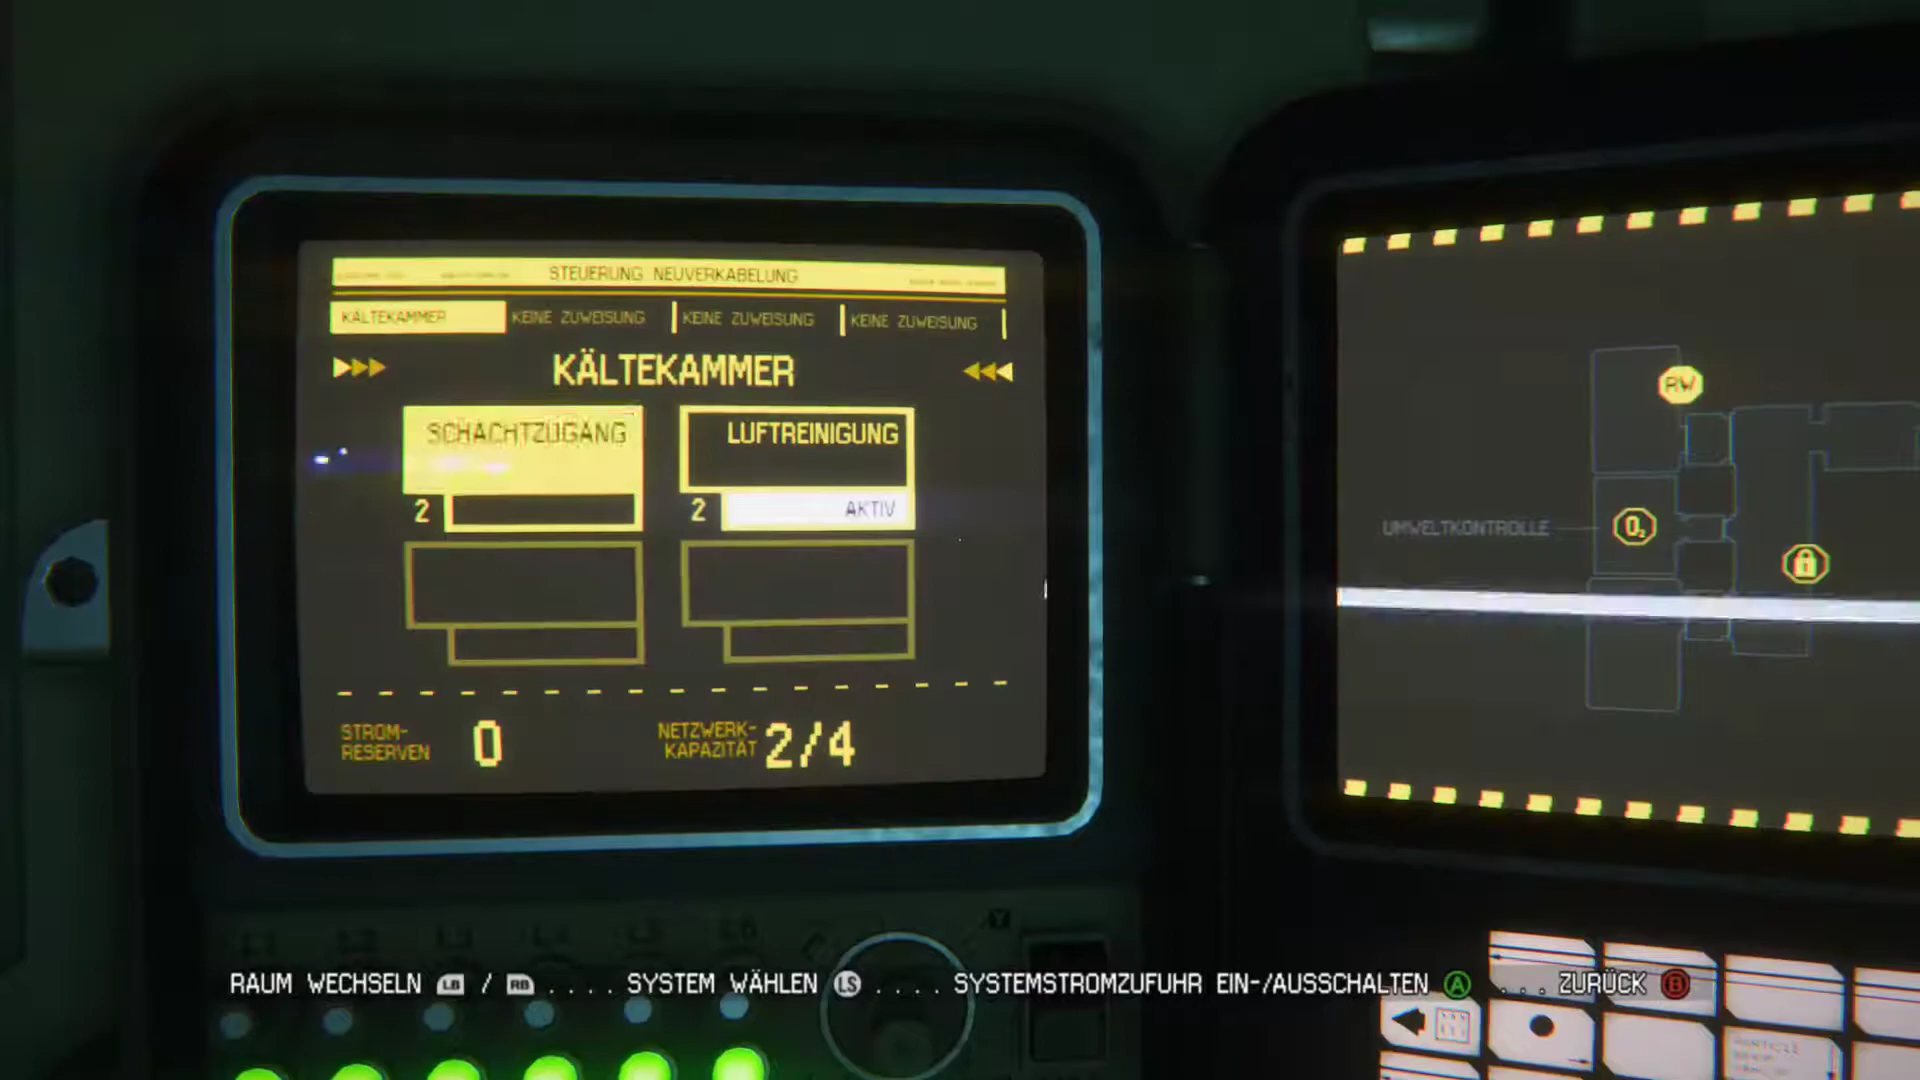 STEUERUNG NEUVERKABELUNG
KÄLTEKAMMER KEINE ZUWEISUNG KEINE ZUWEISUNG KEINE ZUWEISUNG
KÄLTEKAMMER
SCHACHTZUGANG LUFTREINIGUNG
2 2 AKTIV
STROM-
RESERVEN 0
NETZWERK-
KAPAZITÄT 2/4
RW
UMWELTKONTROLLE O₂
RAUM WECHSELN LB / RB .... SYSTEM WÄHLEN LS .... SYSTEMSTROMZUFUHR EIN-/AUSSCHALTEN A ... ZURÜCK B